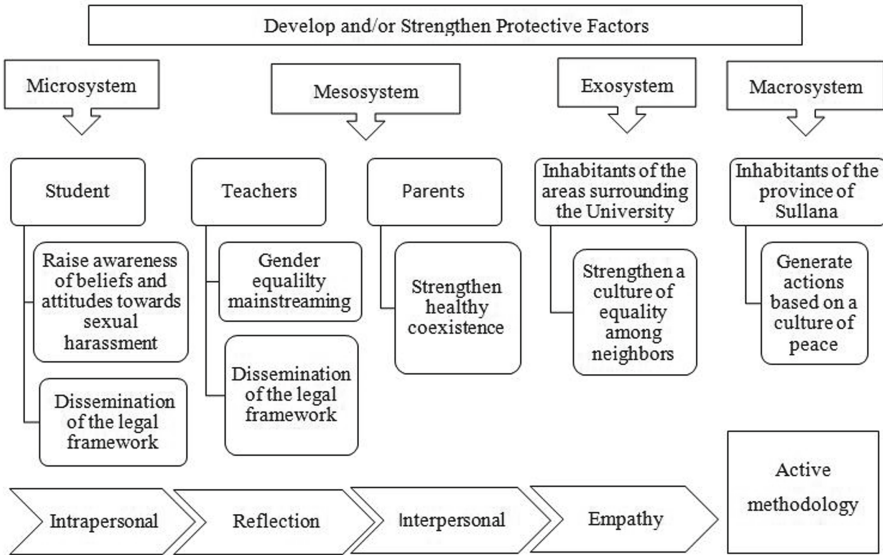 Develop and/or Strengthen Protective Factors
Microsystem
Mesosystem
Exosystem
Macrosystem
Student
Teachers
Parents
Inhabitants of the
areas surrounding
the University
Inhabitants of the
province of
Sullana
Raise awareness
of beliefs and
attitudes towards
sexual
harassment
Gender
equalilty
mainstreaming
Strengthen
healthy
coexistence
Strengthen a
culture of
equality
among
neighbors
Generate
actions
based on a
culture of
peace
Dissemination
of the legal
framework
Dissemination
of the legal
framework
Intrapersonal
Reflection
Interpersonal
Empathy
Active
methodology